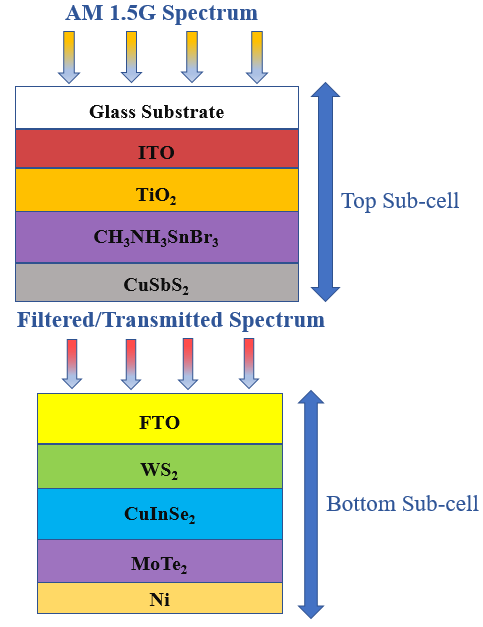 AM 1.5G Spectrum
Glass Substrate
ITO
TiO₂
CH₃NH₃SnBr₃
CuSbS₂
Top Sub-cell
Filtered/Transmitted Spectrum
FTO
WS₂
CuInSe₂
MoTe₂
Ni
Bottom Sub-cell